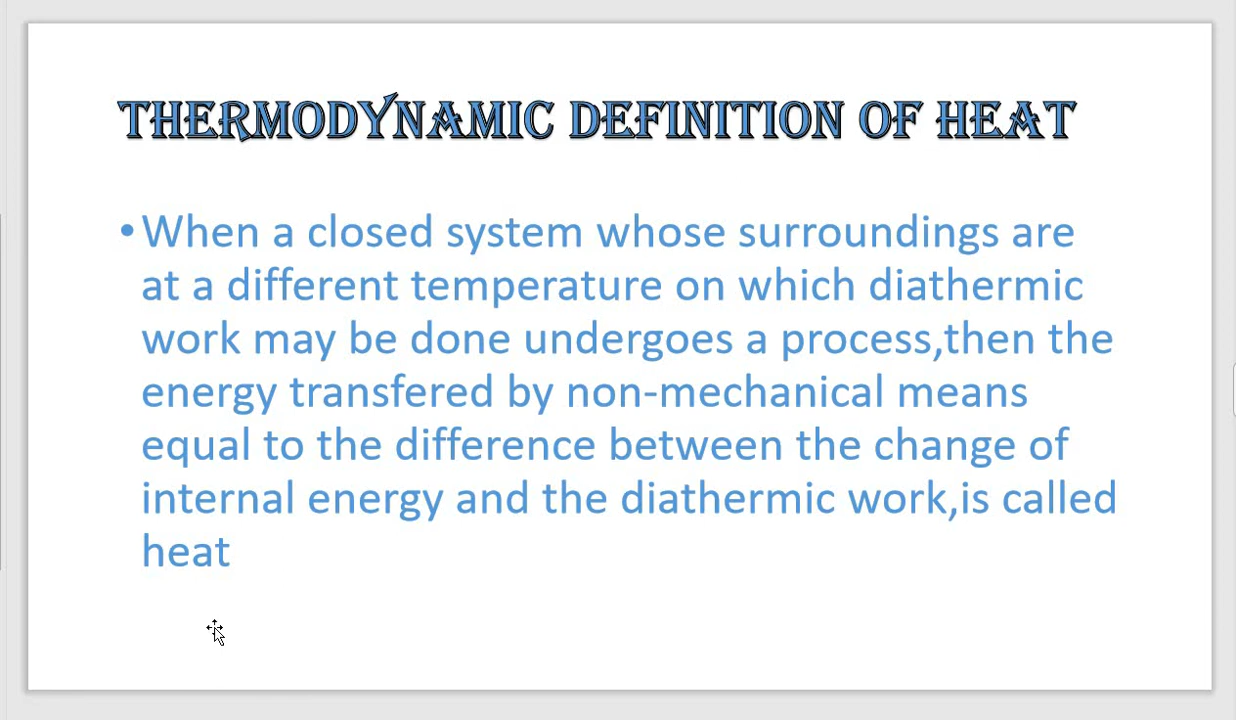 THERMODYNAMIC DEFINITION OF HEAT
•When a closed system whose surroundings are
at a different temperature on which diathermic
work may be done undergoes a process,then the
energy transfered by non-mechanical means
equal to the difference between the change of
internal energy and the diathermic work,is called
heat